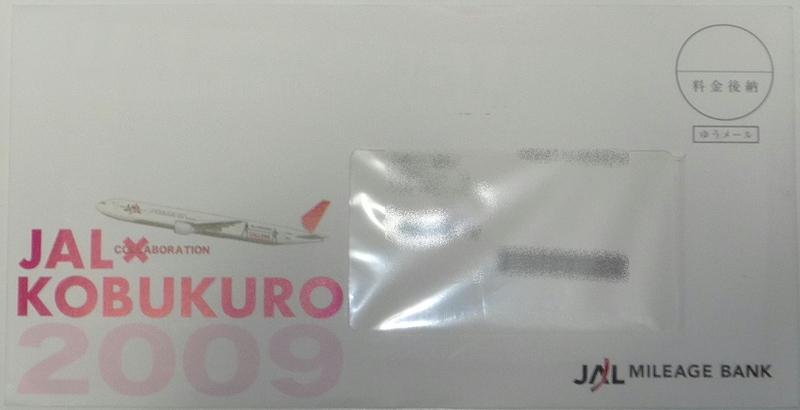 料金後納
ゆうメール
JAL×
COLLABORATION
KOBUKURO
2009
JAL MILEAGE BANK